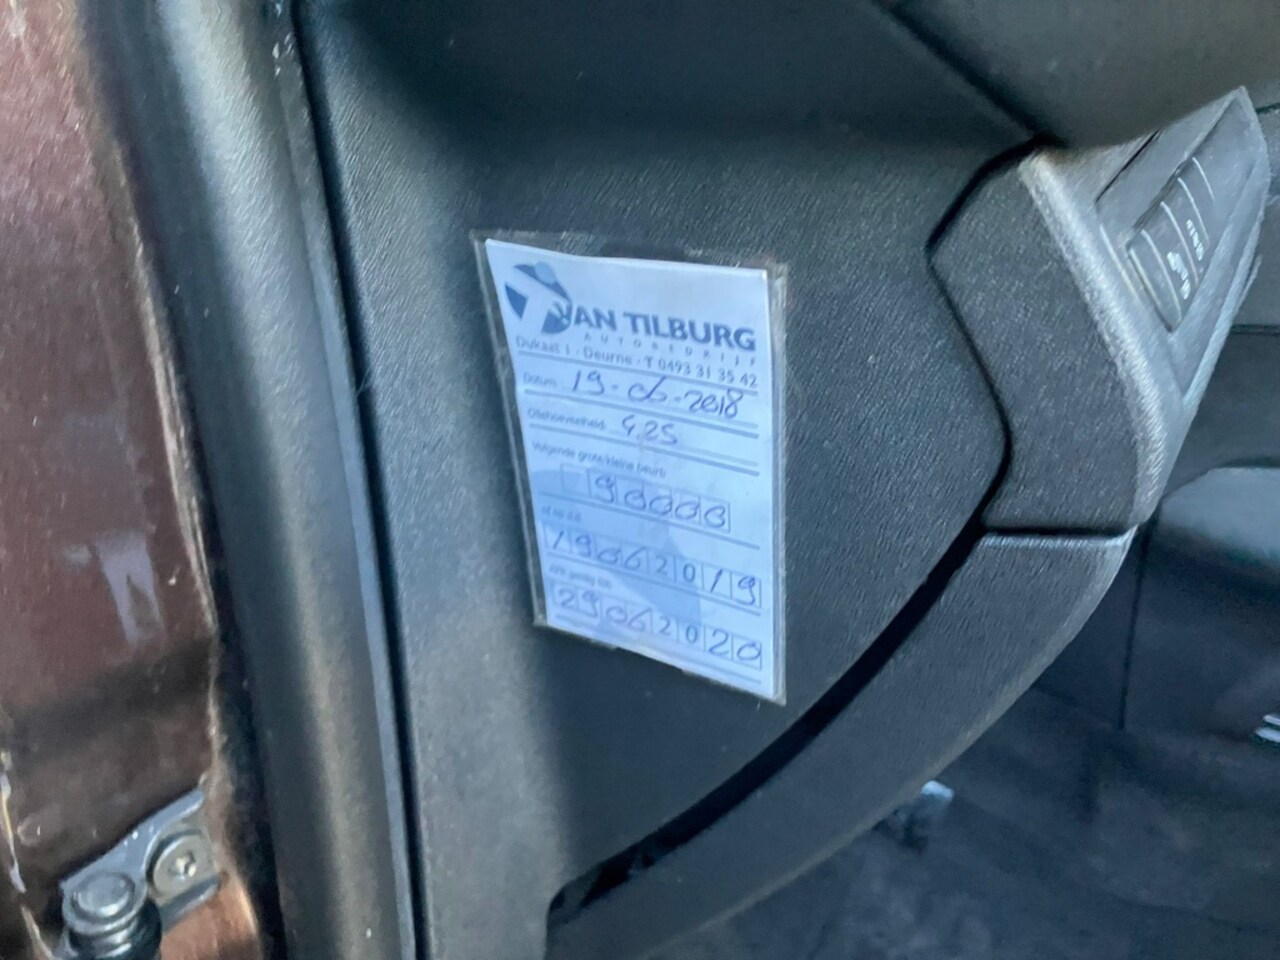 VAN TILBURG
AUTOBEDRIJF
Dukaat 1 - Deurne - T 0493 31 35 42
Datum: 19-06-2018
Oliehoeveelheid: 4,25
Volgende grote/kleine beurt:
90000
of na d.d.
19062019
APK geldig tot:
29062020